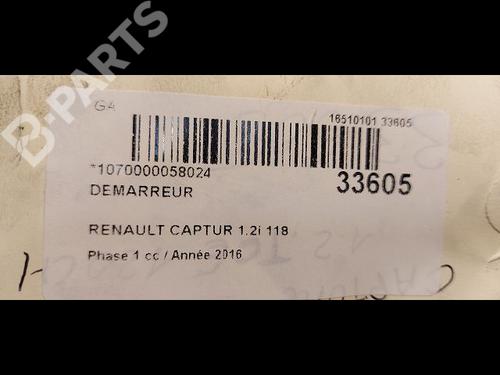 B-PARTS
G4
16510101 33605
*1070000058024
33605
DEMARREUR
RENAULT CAPTUR 1.2i 118
Phase 1 cc / Année 2016